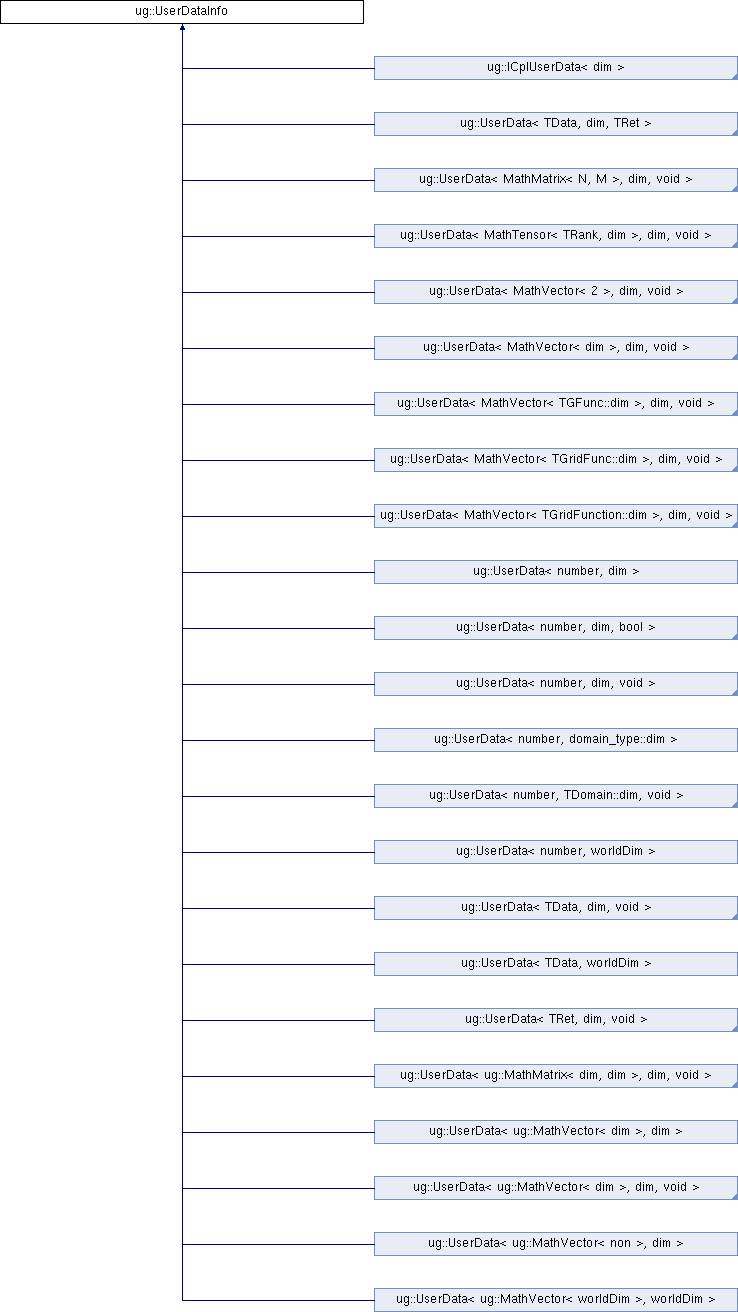 ug::UserDataInfo
ug::ICplUserData< dim >
ug::UserData< TData, dim, TRet >
ug::UserData< MathMatrix< N, M >, dim, void >
ug::UserData< MathTensor< TRank, dim >, dim, void >
ug::UserData< MathVector< 2 >, dim, void >
ug::UserData< MathVector< dim >, dim, void >
ug::UserData< MathVector< TGFunc::dim >, dim, void >
ug::UserData< MathVector< TGridFunc::dim >, dim, void >
ug::UserData< MathVector< TGridFunction::dim >, dim, void >
ug::UserData< number, dim >
ug::UserData< number, dim, bool >
ug::UserData< number, dim, void >
ug::UserData< number, domain_type::dim >
ug::UserData< number, TDomain::dim, void >
ug::UserData< number, worldDim >
ug::UserData< TData, dim, void >
ug::UserData< TData, worldDim >
ug::UserData< TRet, dim, void >
ug::UserData< ug::MathMatrix< dim, dim >, dim, void >
ug::UserData< ug::MathVector< dim >, dim >
ug::UserData< ug::MathVector< dim >, dim, void >
ug::UserData< ug::MathVector< non >, dim >
ug::UserData< ug::MathVector< worldDim >, worldDim >